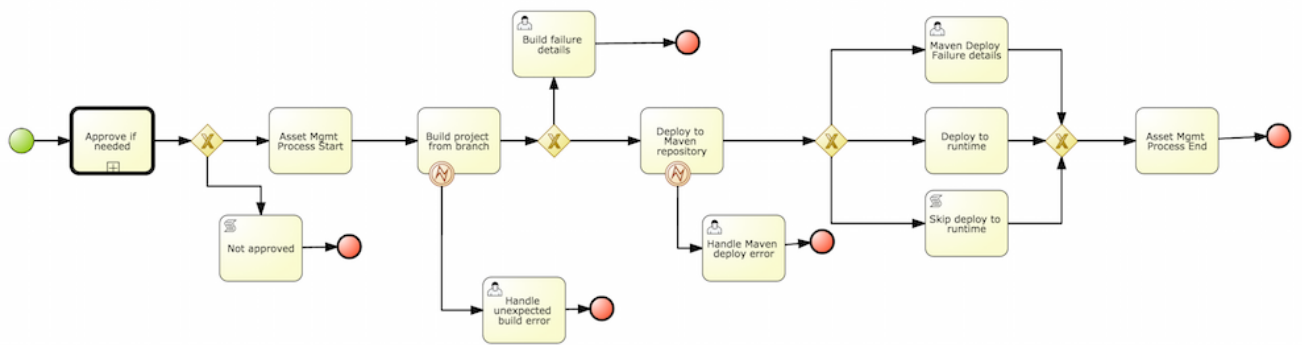 Build failure
details
Maven Deploy
Failure details
Approve if
needed
Asset Mgmt
Process Start
Build project
from branch
Deploy to
Maven
repository
Deploy to
runtime
Asset Mgmt
Process End
Not approved
Handle Maven
deploy error
Skip deploy to
runtime
Handle
unexpected
build error